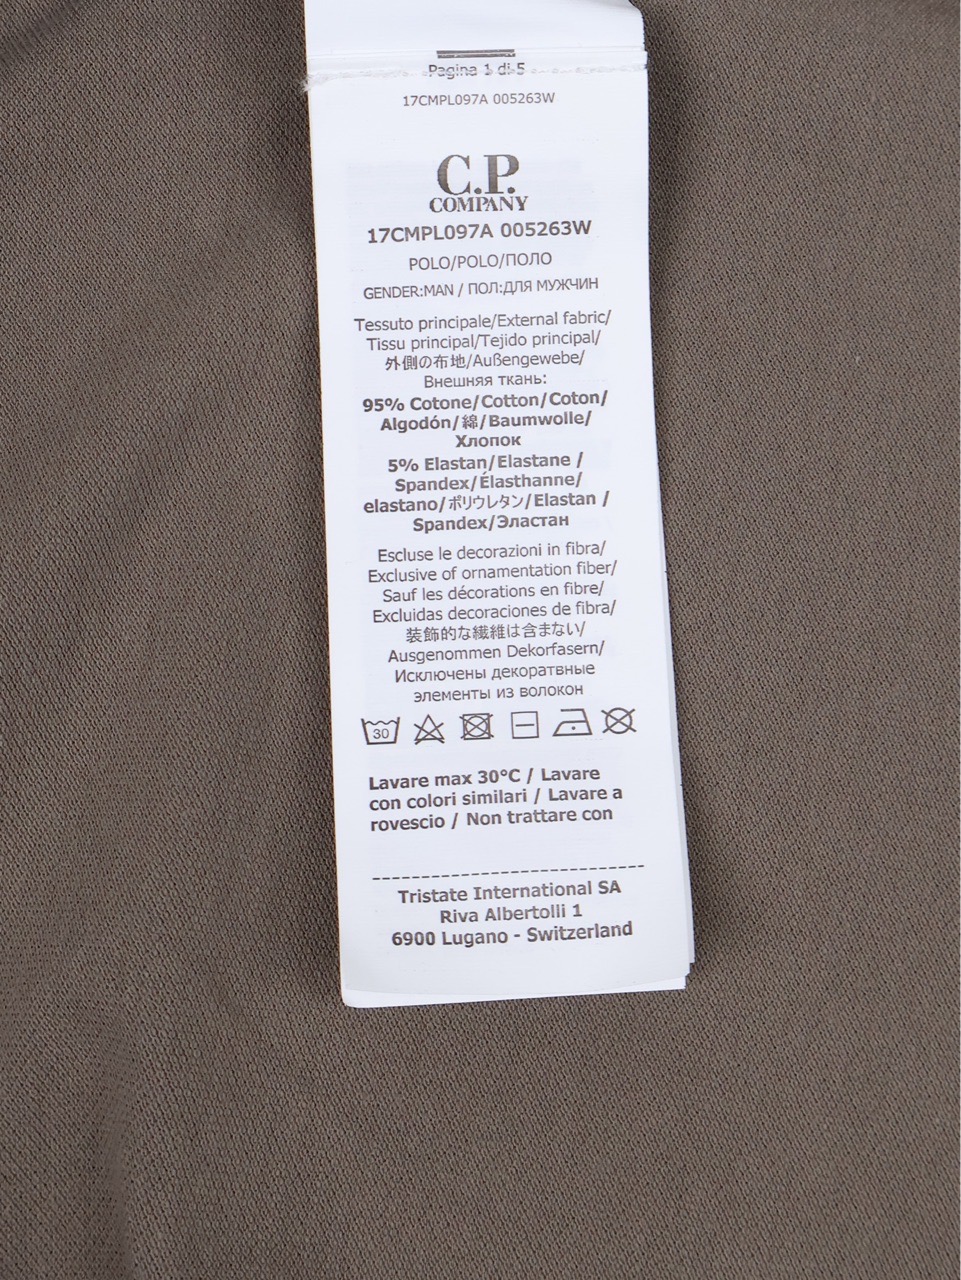 Pagina 1 di 5
17CMPL097A 005263W
C.P.
COMPANY
17CMPL097A 005263W
POLO/POLO/ПОЛО
GENDER:MAN / ПОЛ:ДЛЯ МУЖЧИН
Tessuto principale/External fabric/
Tissu principal/Tejido principal/
外側の布地/Außengewebe/
Внешняя ткань:
95% Cotone/Cotton/Coton/
Algodón/綿/Baumwolle/
Хлопок
5% Elastan/Elastane /
Spandex/Élasthanne/
elastano/ポリウレタン/Elastan /
Spandex/Эластан
Escluse le decorazioni in fibra/
Exclusive of ornamentation fiber/
Sauf les décorations en fibre/
Excluidas decoraciones de fibra/
装飾的な繊維は含まない/
Ausgenommen Dekorfasern/
Исключены декоратвные
элементы из волокон
30
Lavare max 30°C / Lavare
con colori similari / Lavare a
rovescio / Non trattare con
Tristate International SA
Riva Albertolli 1
6900 Lugano - Switzerland